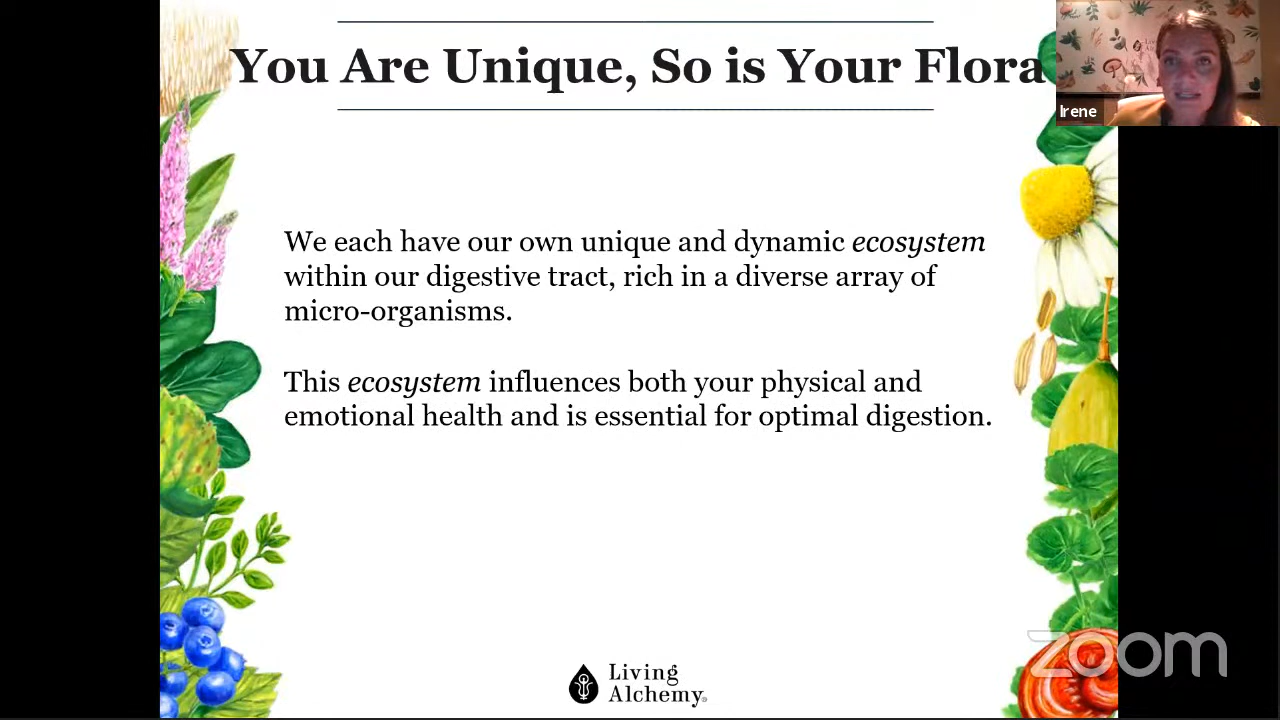 You Are Unique, So is Your Flora
Irene
We each have our own unique and dynamic ecosystem
within our digestive tract, rich in a diverse array of
micro-organisms.
This ecosystem influences both your physical and
emotional health and is essential for optimal digestion.
Living
Alchemy
zoom